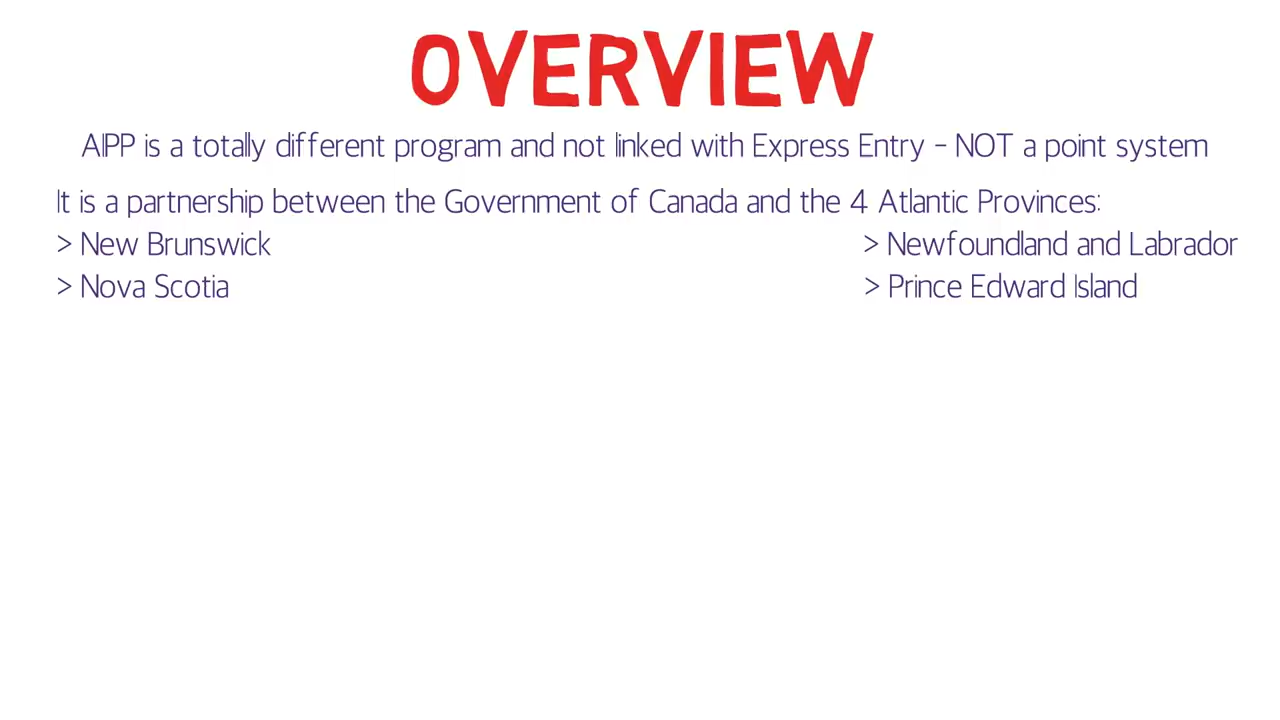 OVERVIEW
AIPP is a totally different program and not linked with Express Entry - NOT a point system
It is a partnership between the Government of Canada and the 4 Atlantic Provinces:
> New Brunswick
> Nova Scotia
> Newfoundland and Labrador
> Prince Edward Island